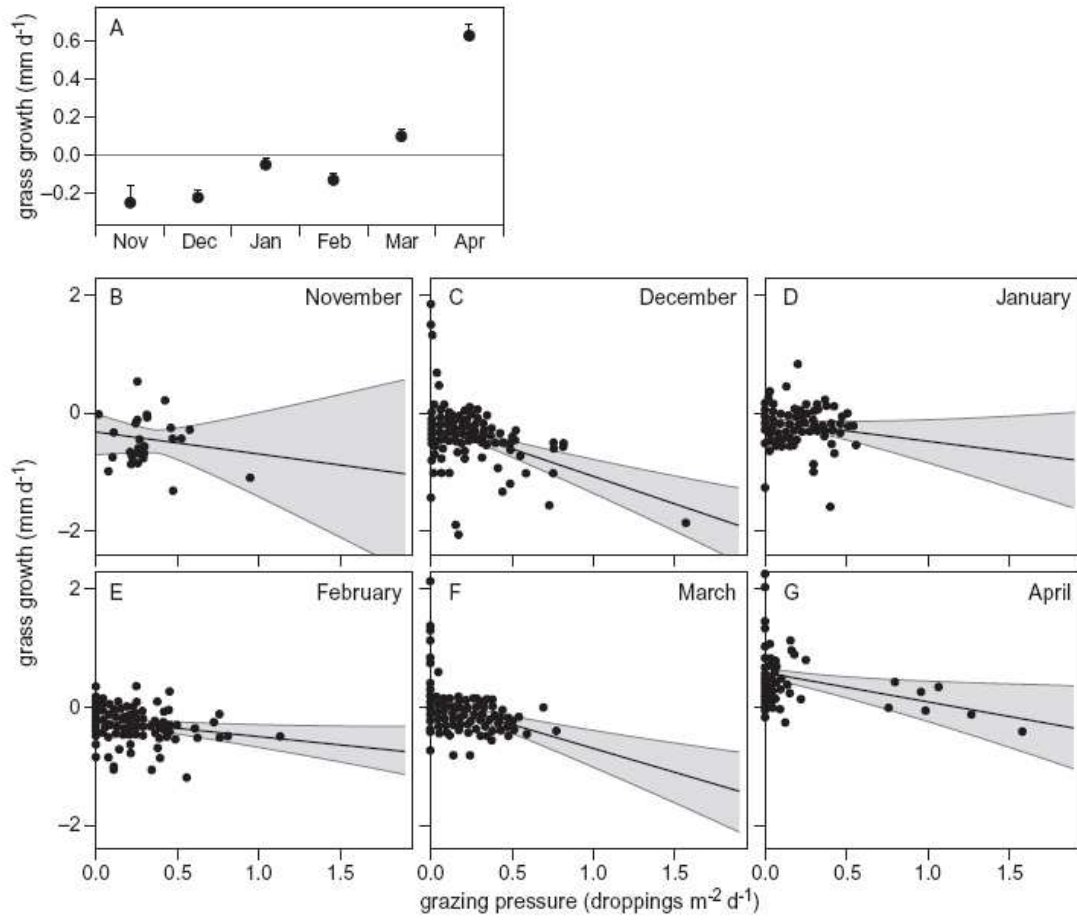 A
grass growth (mm d-1)
0.6
0.4
0.2
0.0
−0.2
Nov Dec Jan Feb Mar Apr
B November
C December
D January
2
0
−2
E February
F March
G April
2
0
−2
grass growth (mm d-1)
0.0 0.5 1.0 1.5 0.0 0.5 1.0 1.5 0.0 0.5 1.0 1.5
grazing pressure (droppings m-2 d-1)